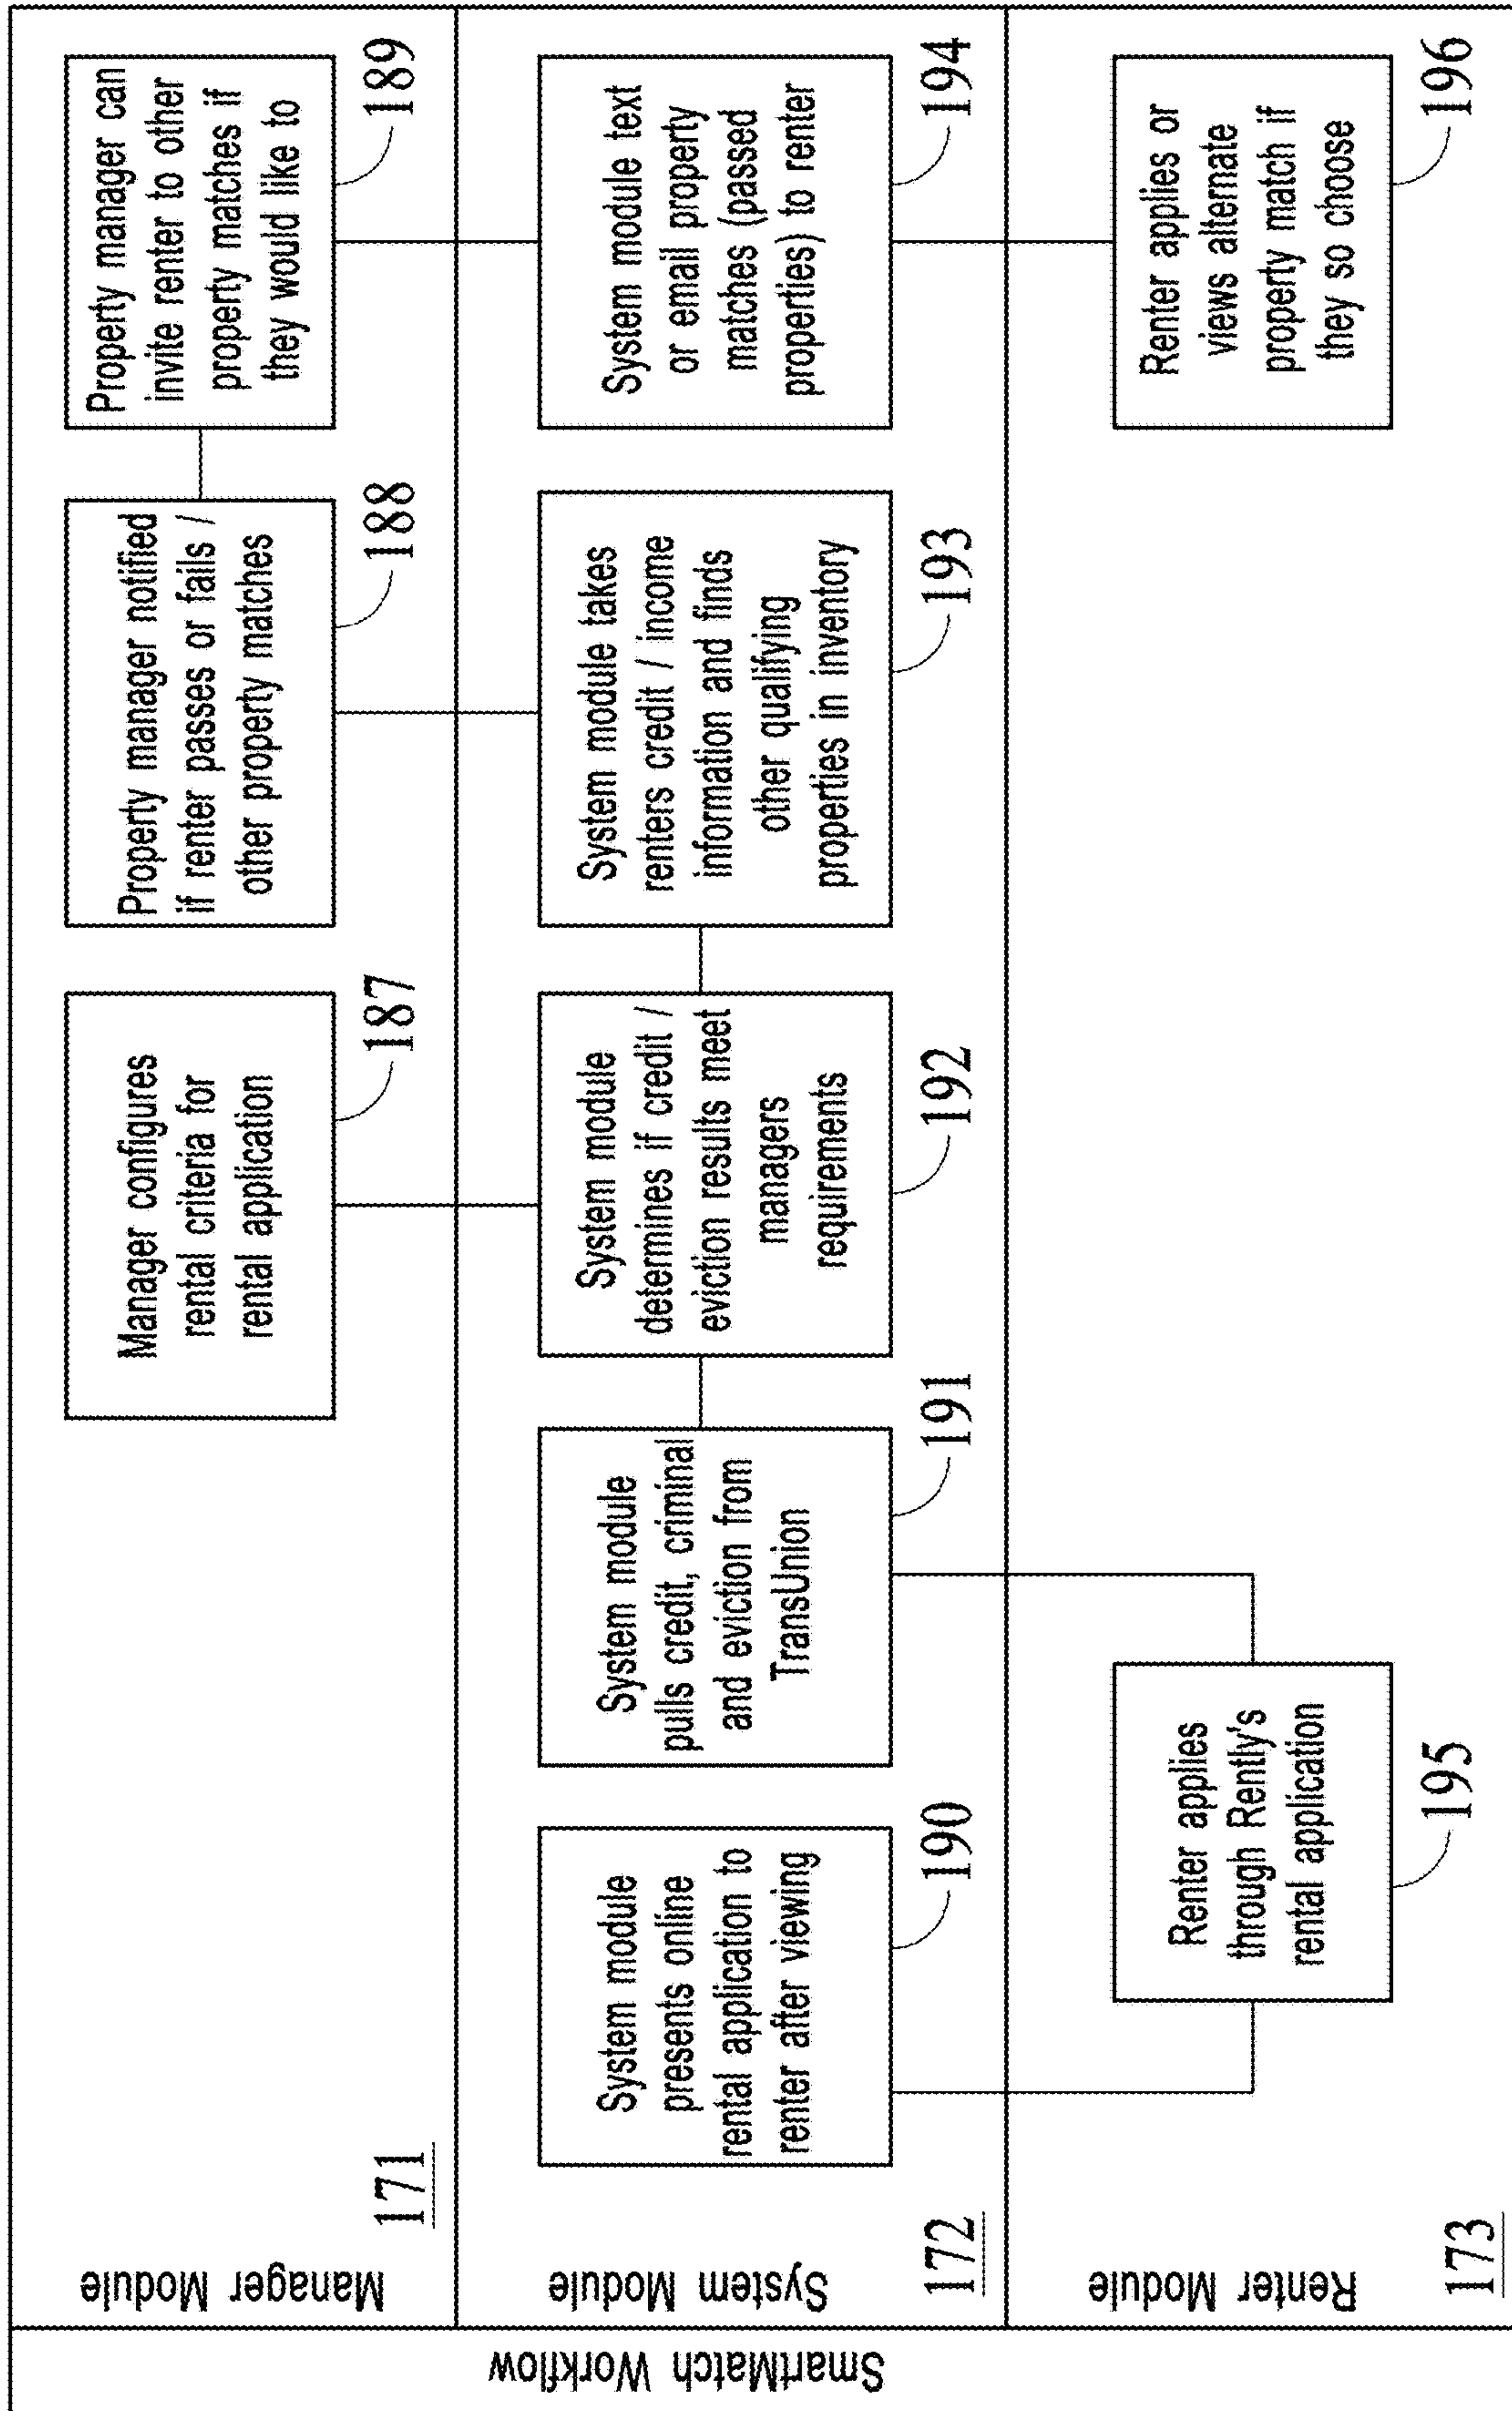 SmartMatch Workflow
Manager Module
171
Manager configures
rental criteria for
rental application
187
Property manager notified
if renter passes or fails /
other property matches
188
Property manager can
invite renter to other
property matches if
they would like to
189
System Module
172
System module
presents online
rental application to
renter after viewing
190
System module
pulls credit, criminal
and eviction from
TransUnion
191
System module
determines if credit /
eviction results meet
managers
requirements
192
System module takes
renters credit / income
information and finds
other qualifying
properties in inventory
193
System module text
or email property
matches (passed
properties) to renter
194
Renter Module
173
Renter applies
through Rently's
rental application
195
Renter applies or
views alternate
property match if
they so choose
196